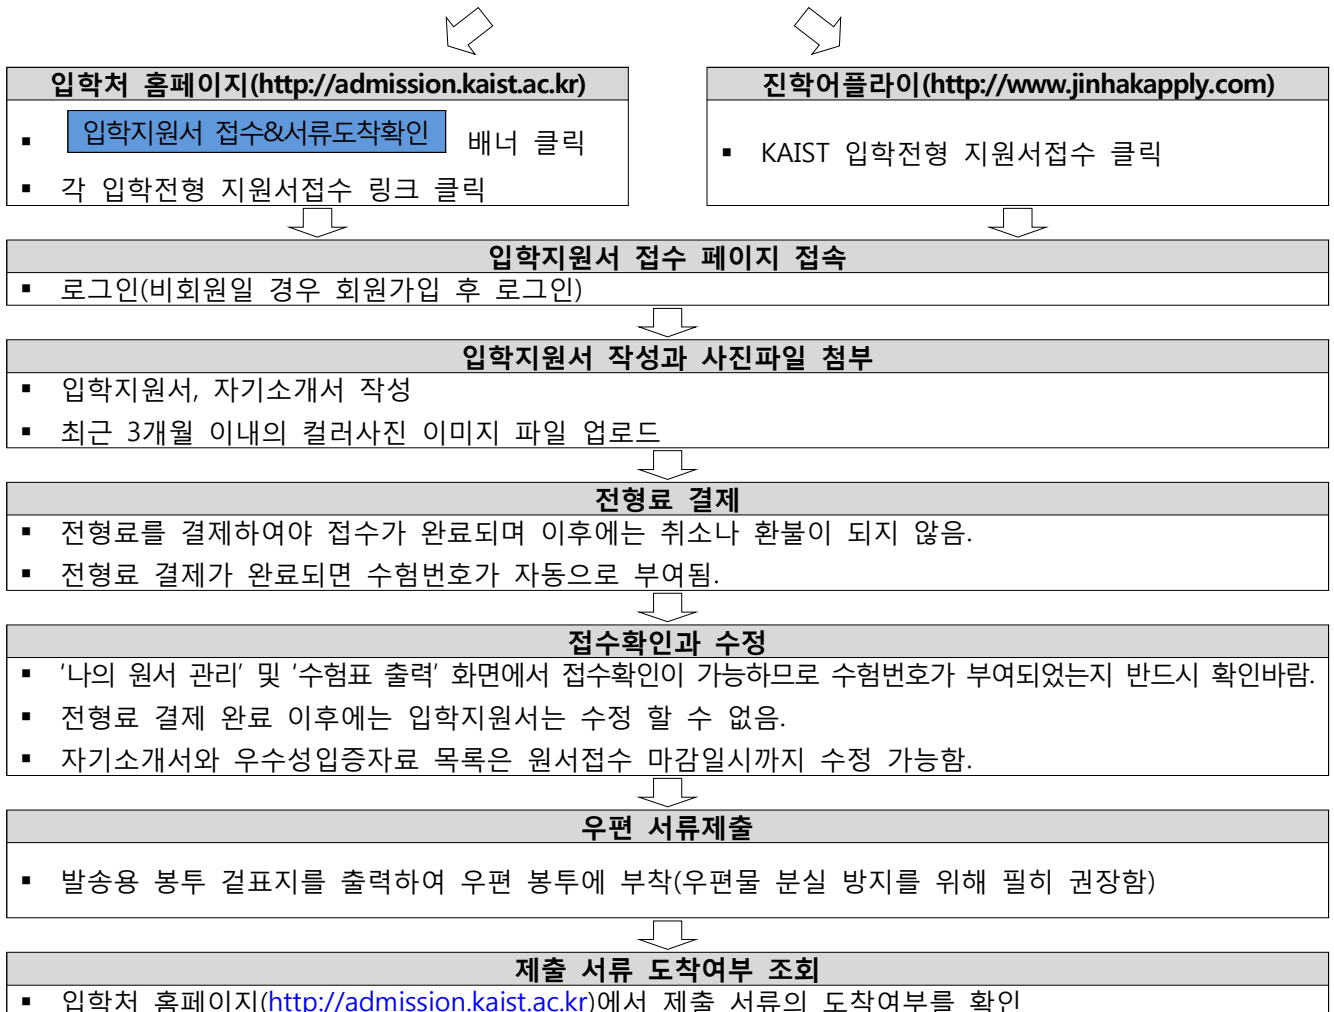 입학처 홈페이지(http://admission.kaist.ac.kr)
▪ 입학지원서 접수&서류도착확인 배너 클릭
▪ 각 입학전형 지원서접수 링크 클릭
진학어플라이(http://www.jinhakapply.com)
▪ KAIST 입학전형 지원서접수 클릭
입학지원서 접수 페이지 접속
▪ 로그인(비회원일 경우 회원가입 후 로그인)
입학지원서 작성과 사진파일 첨부
▪ 입학지원서, 자기소개서 작성
▪ 최근 3개월 이내의 컬러사진 이미지 파일 업로드
전형료 결제
▪ 전형료를 결제하여야 접수가 완료되며 이후에는 취소나 환불이 되지 않음.
▪ 전형료 결제가 완료되면 수험번호가 자동으로 부여됨.
접수확인과 수정
▪ '나의 원서 관리' 및 '수험표 출력' 화면에서 접수확인이 가능하므로 수험번호가 부여되었는지 반드시 확인바람.
▪ 전형료 결제 완료 이후에는 입학지원서는 수정 할 수 없음.
▪ 자기소개서와 우수성입증자료 목록은 원서접수 마감일시까지 수정 가능함.
우편 서류제출
▪ 발송용 봉투 겉표지를 출력하여 우편 봉투에 부착(우편물 분실 방지를 위해 필히 권장함)
제출 서류 도착여부 조회
▪ 입학처 홈페이지(http://admission.kaist.ac.kr)에서 제출 서류의 도착여부를 확인